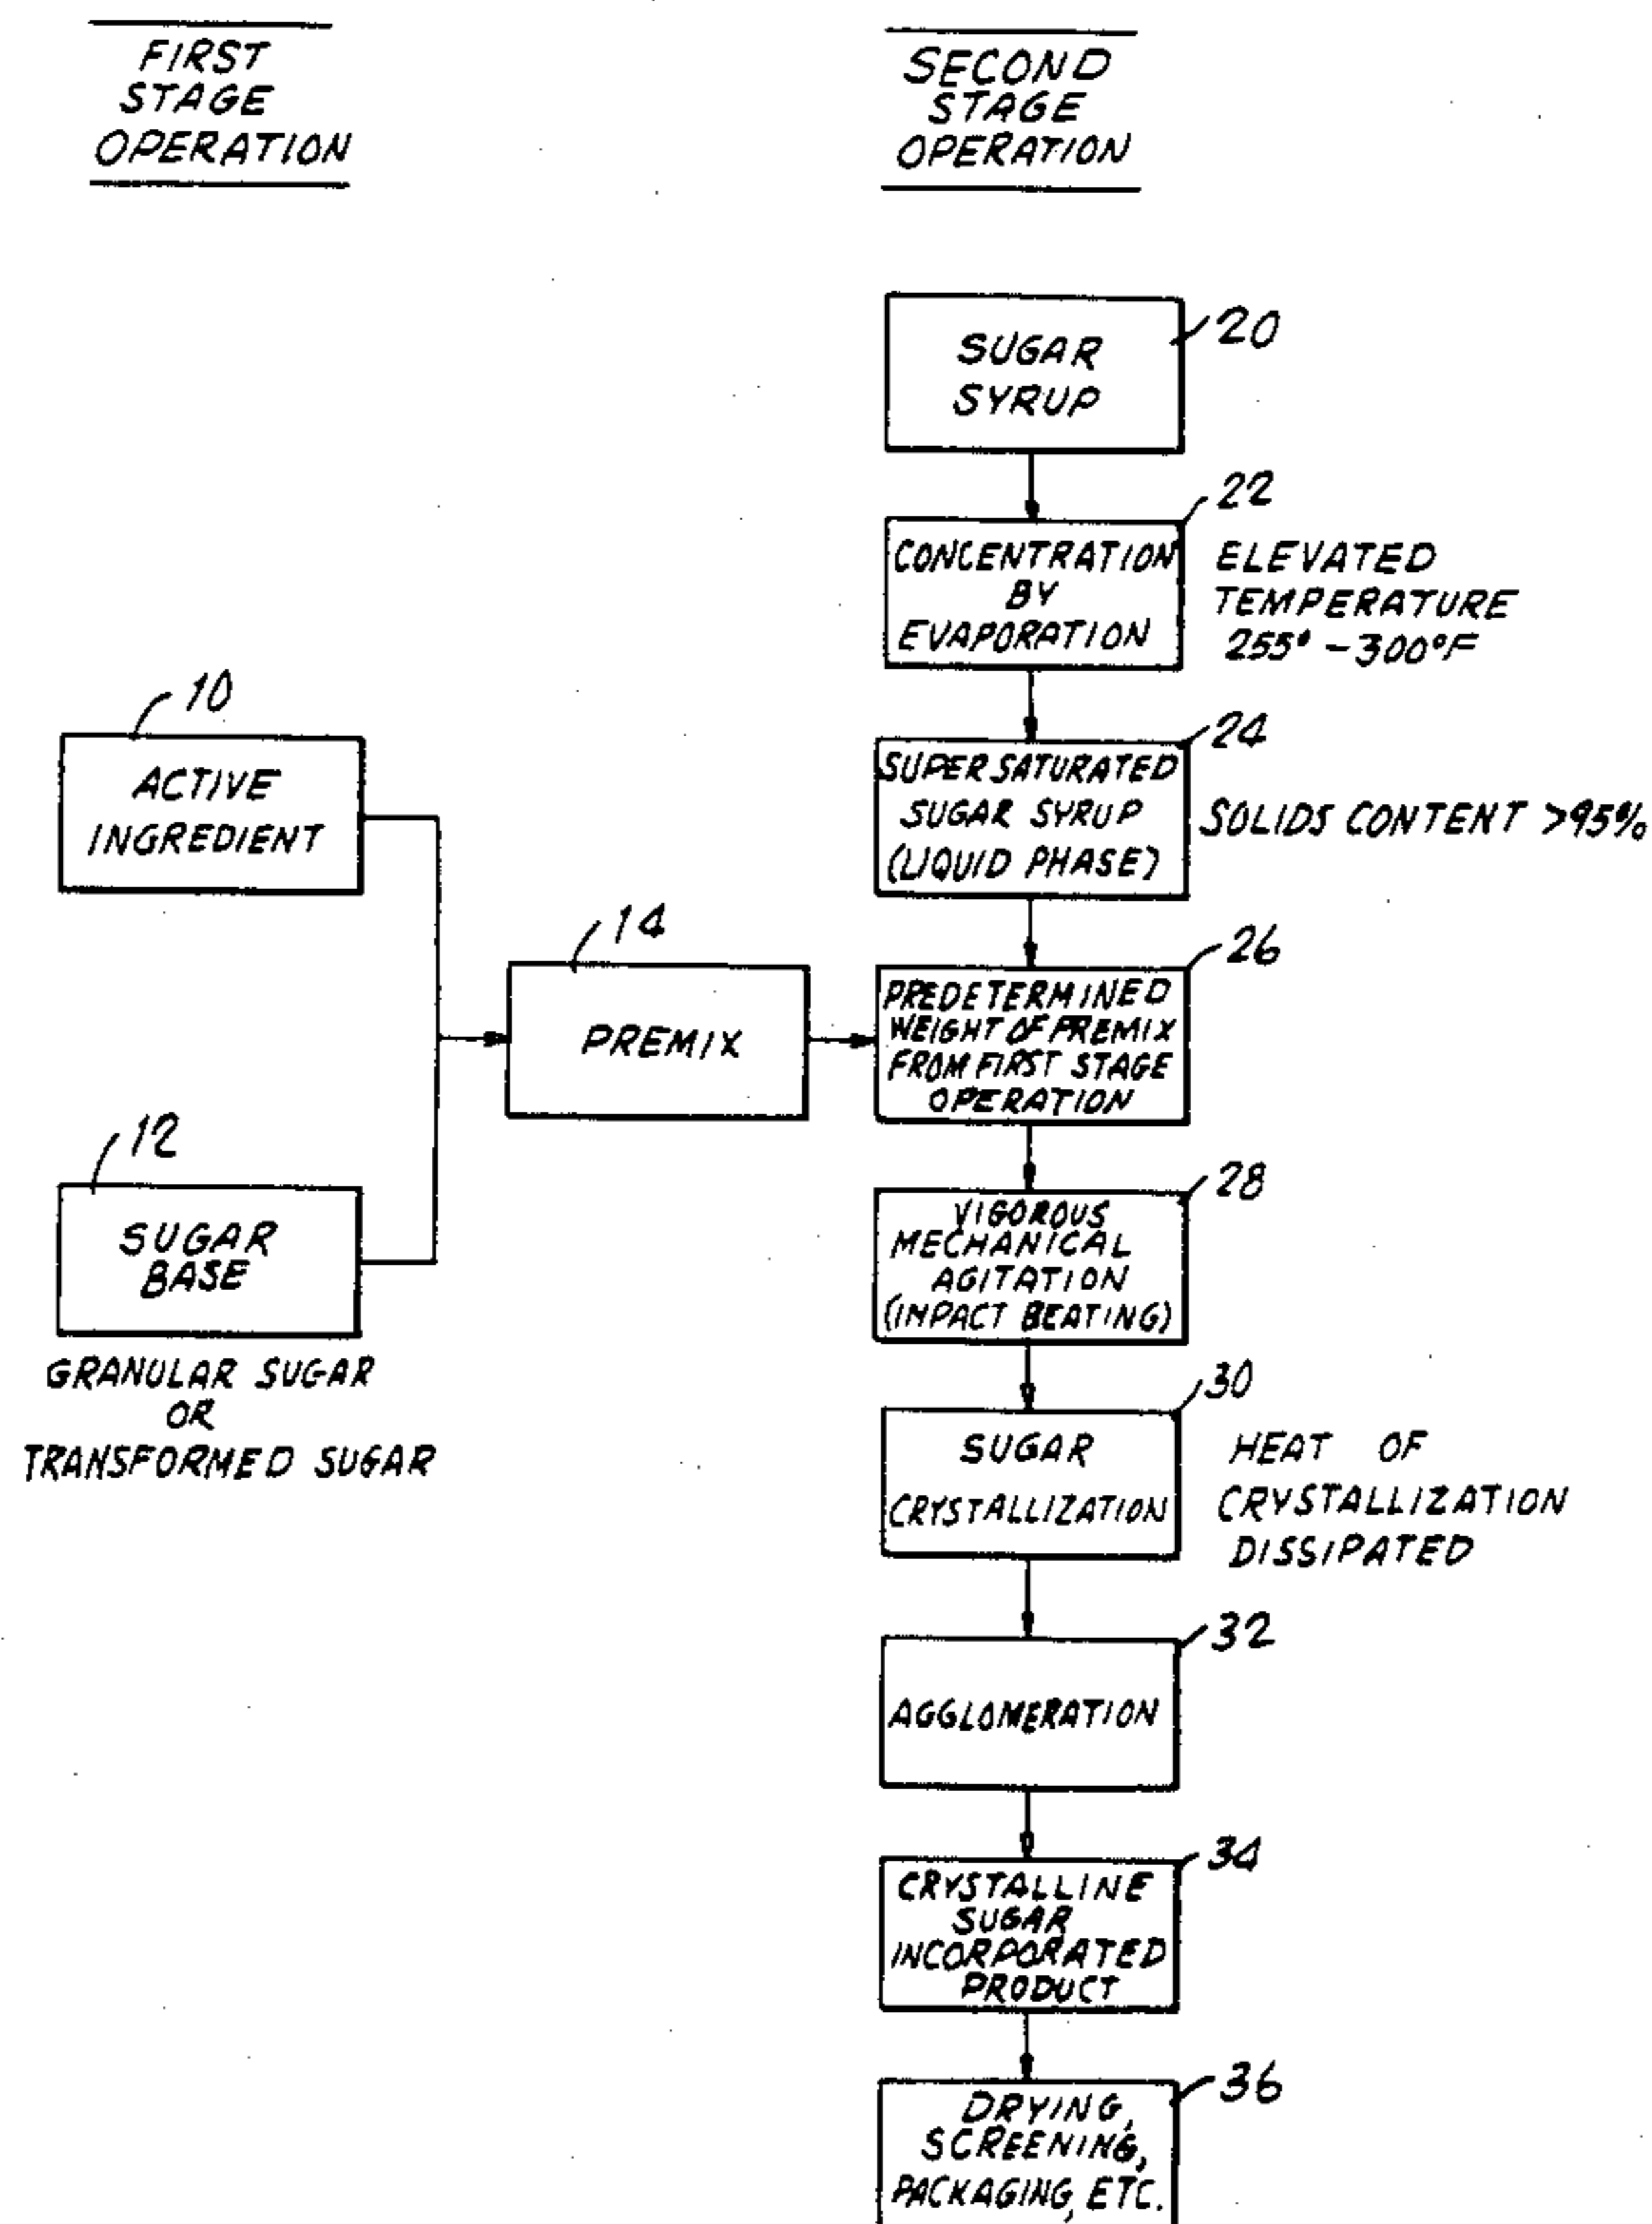 FIRST
STAGE
OPERATION
SECOND
STAGE
OPERATION
20
SUGAR
SYRUP
22
CONCENTRATION
BY
EVAPORATION
ELEVATED
TEMPERATURE
255° - 300°F
10
ACTIVE
INGREDIENT
24
SUPERSATURATED
SUGAR SYRUP
(LIQUID PHASE)
SOLIDS CONTENT >95%
14
PREMIX
26
PREDETERMINED
WEIGHT OF PREMIX
FROM FIRST STAGE
OPERATION
12
SUGAR
BASE
GRANULAR SUGAR
OR
TRANSFORMED SUGAR
28
VIGOROUS
MECHANICAL
AGITATION
(IMPACT BEATING)
30
SUGAR
CRYSTALLIZATION
HEAT OF
CRYSTALLIZATION
DISSIPATED
32
AGGLOMERATION
34
CRYSTALLINE
SUGAR
INCORPORATED
PRODUCT
36
DRYING,
SCREENING,
PACKAGING, ETC.